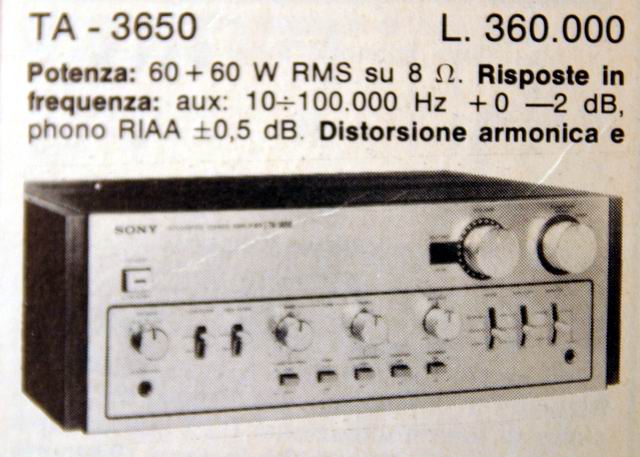 TA - 3650 L. 360.000
Potenza: 60+60 W RMS su 8 Ω. Risposte in
frequenza: aux: 10÷100.000 Hz +0 —2 dB,
phono RIAA ±0,5 dB. Distorsione armonica e
SONY